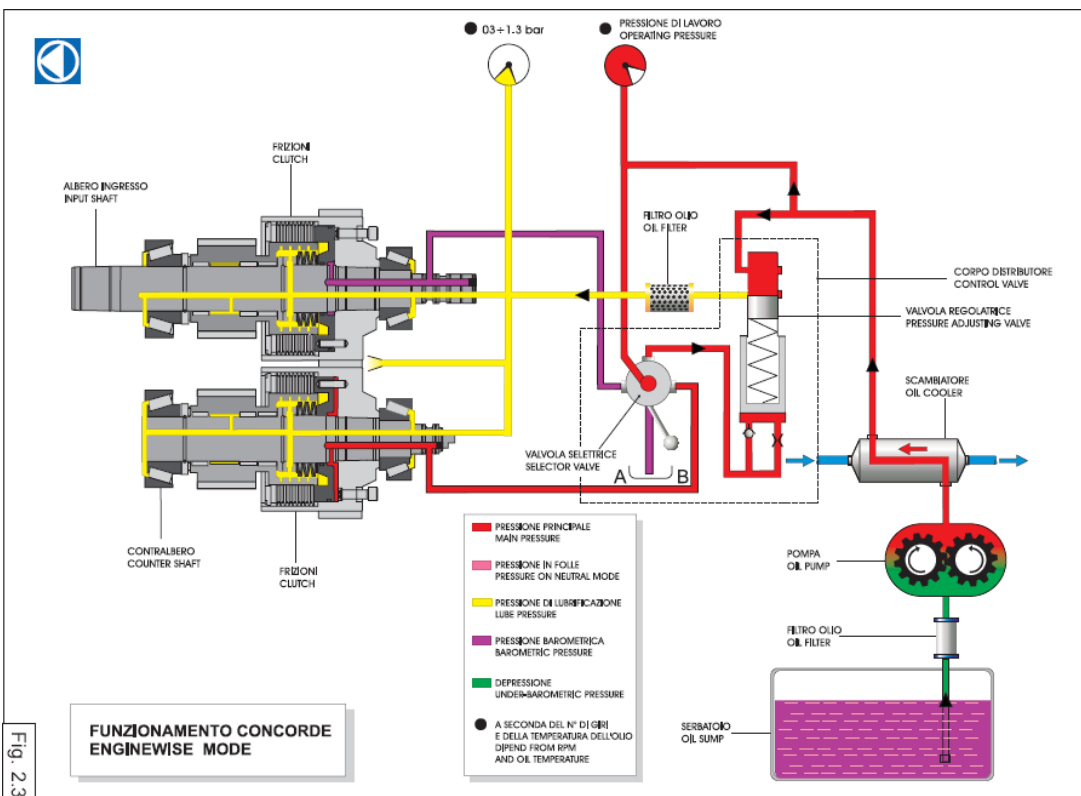 03÷1.3 bar
PRESSIONE DI LAVORO
OPERATING PRESSURE
FRIZIONI
CLUTCH
ALBERO INGRESSO
INPUT SHAFT
FILTRO OLIO
OIL FILTER
CORPO DISTRIBUTORE
CONTROL VALVE
VALVOLA REGOLATRICE
PRESSURE ADJUSTING VALVE
SCAMBIATORE
OIL COOLER
VALVOLA SELETTRICE
SELECTOR VALVE
A B
X
CONTRALBERO
COUNTER SHAFT
FRIZIONI
CLUTCH
PRESSIONE PRINCIPALE
MAIN PRESSURE
PRESSIONE IN FOLLE
PRESSURE ON NEUTRAL MODE
PRESSIONE DI LUBRIFICAZIONE
LUBE PRESSURE
PRESSIONE BAROMETRICA
BAROMETRIC PRESSURE
DEPRESSIONE
UNDER-BAROMETRIC PRESSURE
A SECONDA DEL N° DI GIRI
E DELLA TEMPERATURA DELL'OLIO
DIPEND FROM RPM
AND OIL TEMPERATURE
POMPA
OIL PUMP
FILTRO OLIO
OIL FILTER
SERBATOIO
OIL SUMP
FUNZIONAMENTO CONCORDE
ENGINEWISE MODE
Fig. 2.3